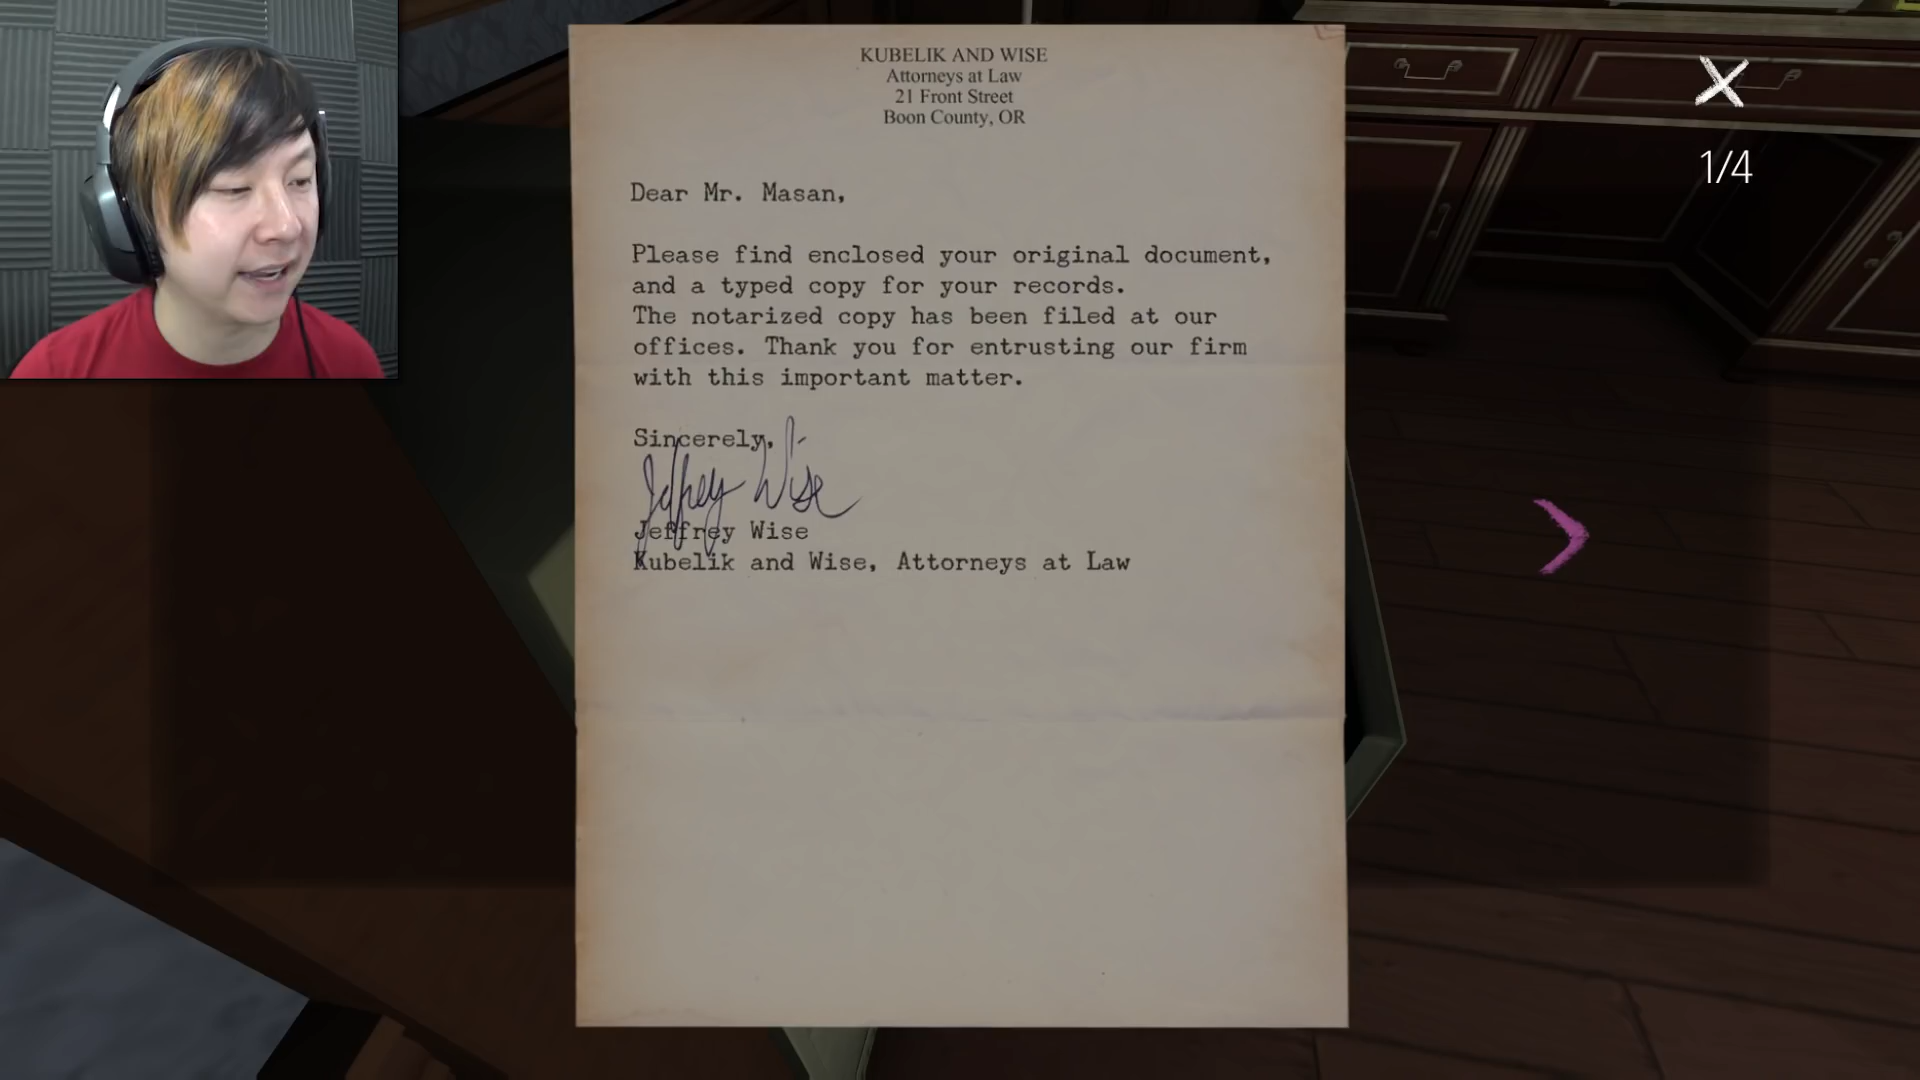 KUBELIK AND WISE
Attorneys at Law
21 Front Street
Boon County, OR
1/4
Dear Mr. Masan,
Please find enclosed your original document,
and a typed copy for your records.
The notarized copy has been filed at our
offices. Thank you for entrusting our firm
with this important matter.
Sincerely,
Jeffrey Wise
Jeffrey Wise
Kubelik and Wise, Attorneys at Law